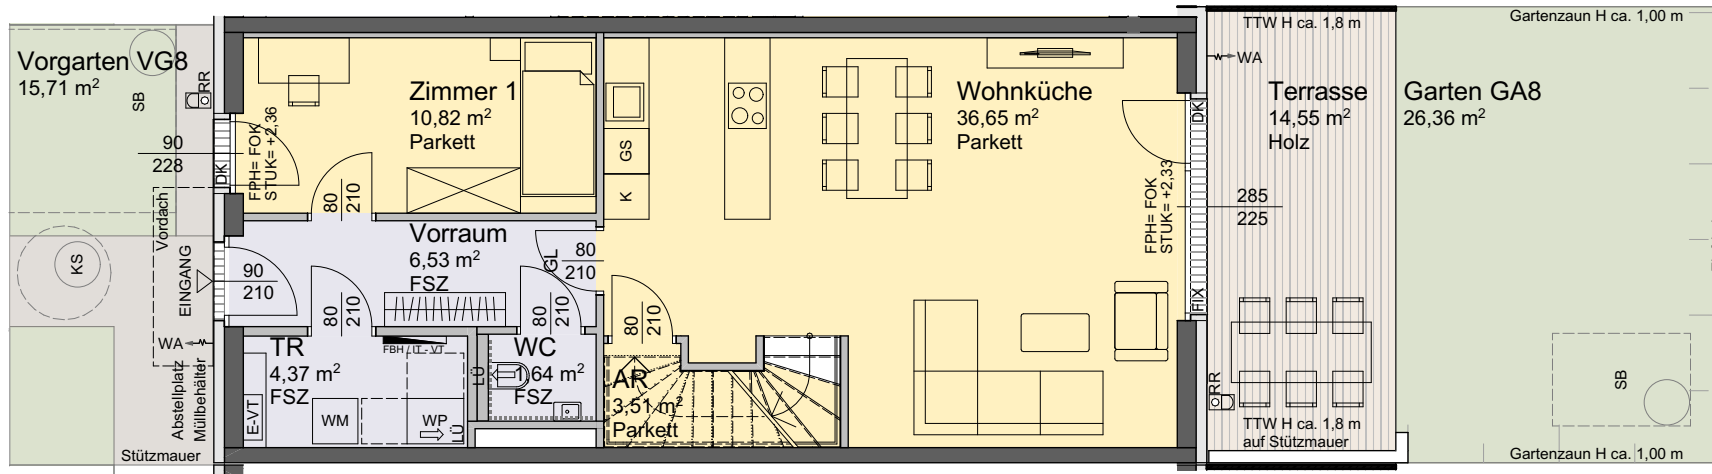 Vorgarten VG8
15,71 m²
SB
RR
90
228
DK
FPH= FOK
STUK= +2,36
Zimmer 1
10,82 m²
Parkett
80
210
GS
K
Wohnküche
36,65 m²
Parkett
FPH= FOK
STUK= +2,33
DK
FIX
285
225
WA
TTW H ca. 1,8 m
Terrasse
14,55 m²
Holz
Gartenzaun H ca. 1,00 m
Garten GA8
26,36 m²
Vordach
EINGANG
KS
90
210
Vorraum
6,53 m²
FSZ
GL
80
210
80
210
80
210
80
210
WA
Abstellplatz
Müllbehälter
Stützmauer
TR
4,37 m²
FSZ
E-VT
FBH / IT - VT
WM
WP
LÜ
LÜ
WC
1,64 m²
FSZ
AR
3,51 m²
Parkett
RR
TTW H ca. 1,8 m
auf Stützmauer
SB
Gartenzaun H ca. 1,00 m